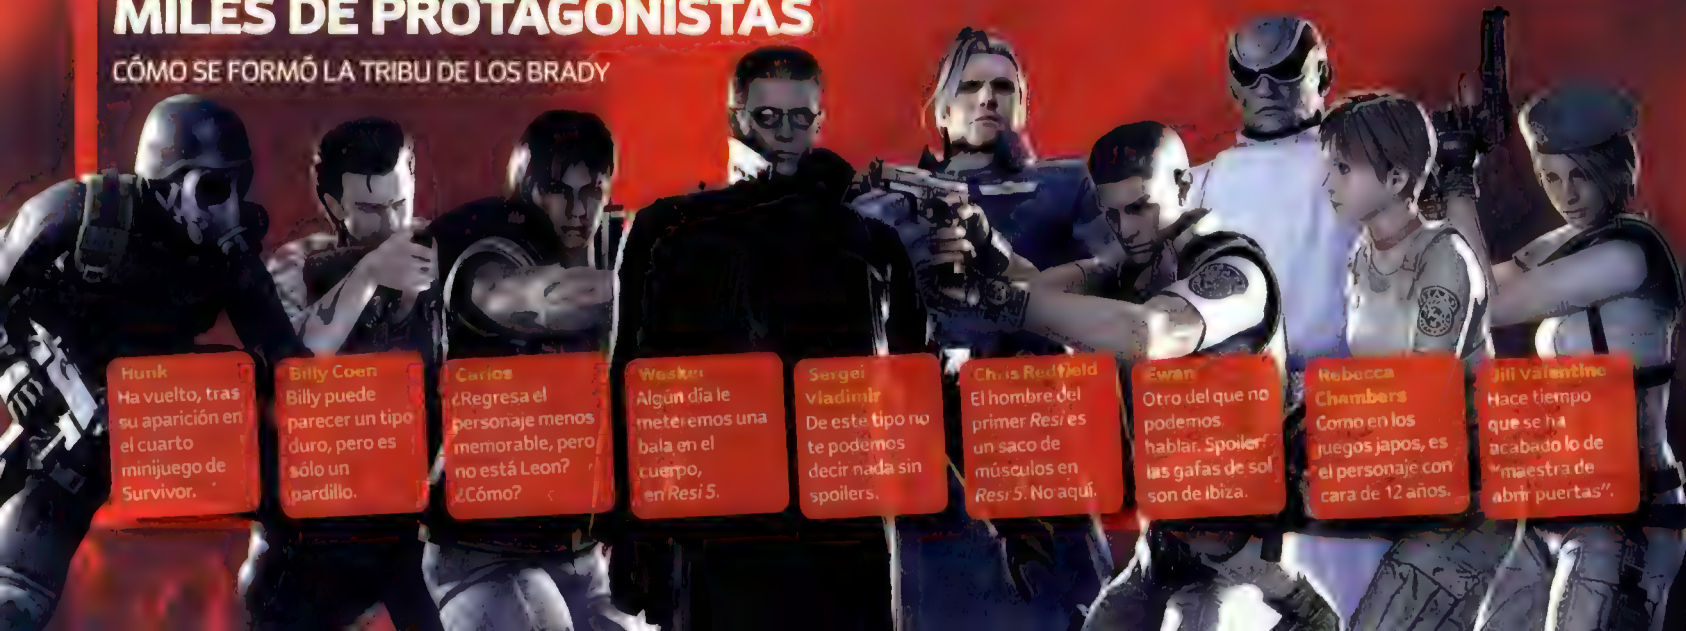 MILES DE PROTAGONISTAS
CÓMO SE FORMÓ LA TRIBU DE LOS BRADY
Hunk
Ha vuelto, tras
su aparición en
el cuarto
minijuego de
Survivor.
Billy Coen
Billy puede
parecer un tipo
duro, pero es
sólo un
pardillo.
Carlos
¿Regresa el
personaje menos
memorable, pero
no está Leon?
¿Cómo?
Wesker
Algún día le
meteremos una
bala en el
cuerpo,
en Resi 5.
Sergei
Vladimir
De este tipo no
te podemos
decir nada sin
spoilers.
Chris Redfield
El hombre del
primer Resi es
un saco de
músculos en
Resi 5. No aquí.
Ewan
Otro del que no
podemos
hablar. Spoiler:
las gafas de sol
son de Ibiza.
Rebecca
Chambers
Como en los
juegos japos, es
el personaje con
cara de 12 años.
Jill Valentine
Hace tiempo
que se ha
acabado lo de
"maestra de
abrir puertas".